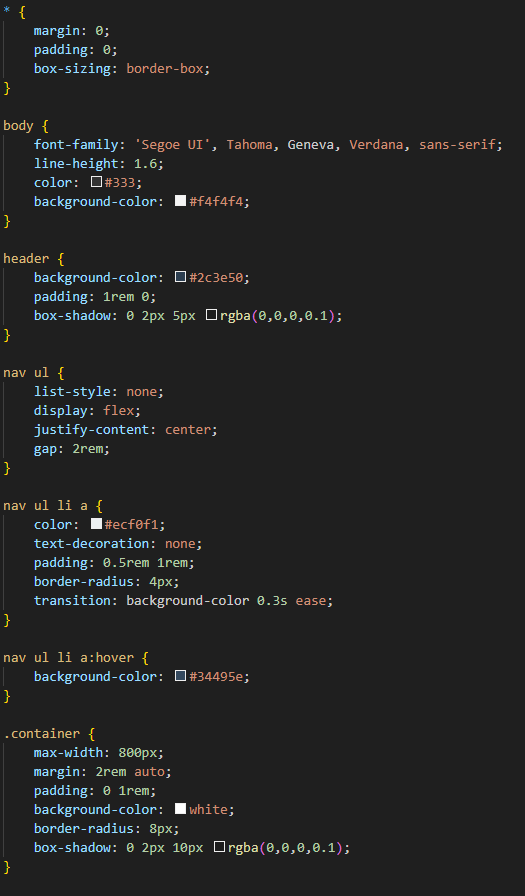 * {
    margin: 0;
    padding: 0;
    box-sizing: border-box;
}

body {
    font-family: 'Segoe UI', Tahoma, Geneva, Verdana, sans-serif;
    line-height: 1.6;
    color: #333;
    background-color: #f4f4f4;
}

header {
    background-color: #2c3e50;
    padding: 1rem 0;
    box-shadow: 0 2px 5px rgba(0,0,0,0.1);
}

nav ul {
    list-style: none;
    display: flex;
    justify-content: center;
    gap: 2rem;
}

nav ul li a {
    color: #ecf0f1;
    text-decoration: none;
    padding: 0.5rem 1rem;
    border-radius: 4px;
    transition: background-color 0.3s ease;
}

nav ul li a:hover {
    background-color: #34495e;
}

.container {
    max-width: 800px;
    margin: 2rem auto;
    padding: 0 1rem;
    background-color: white;
    border-radius: 8px;
    box-shadow: 0 2px 10px rgba(0,0,0,0.1);
}